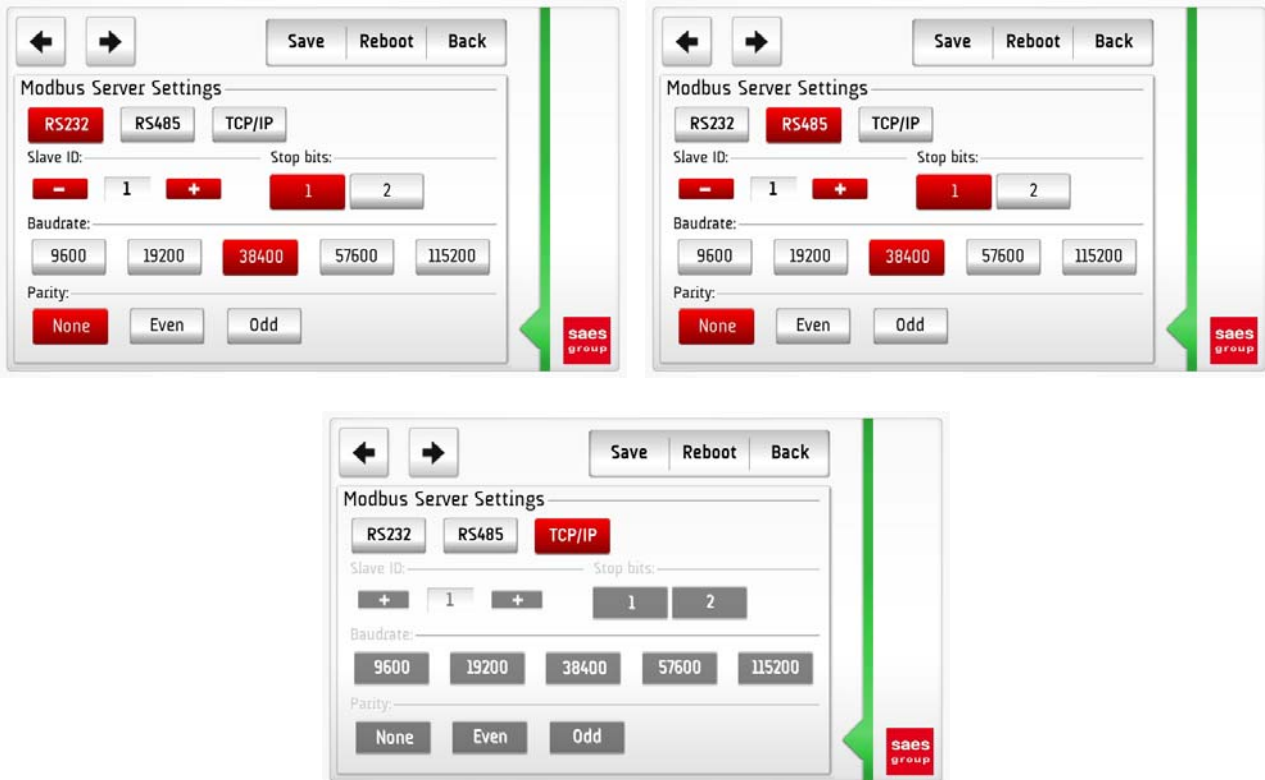 Save Reboot Back
Modbus Server Settings
RS232 RS485 TCP/IP
Slave ID: Stop bits:
- 1 + 1 2
Baudrate:
9600 19200 38400 57600 115200
Parity:
None Even Odd
saes
group
Save Reboot Back
Modbus Server Settings
RS232 RS485 TCP/IP
Slave ID: Stop bits:
- 1 + 1 2
Baudrate:
9600 19200 38400 57600 115200
Parity:
None Even Odd
saes
group
Save Reboot Back
Modbus Server Settings
RS232 RS485 TCP/IP
Slave ID: Stop bits:
+ 1 + 1 2
Baudrate:
9600 19200 38400 57600 115200
Parity:
None Even Odd
saes
group